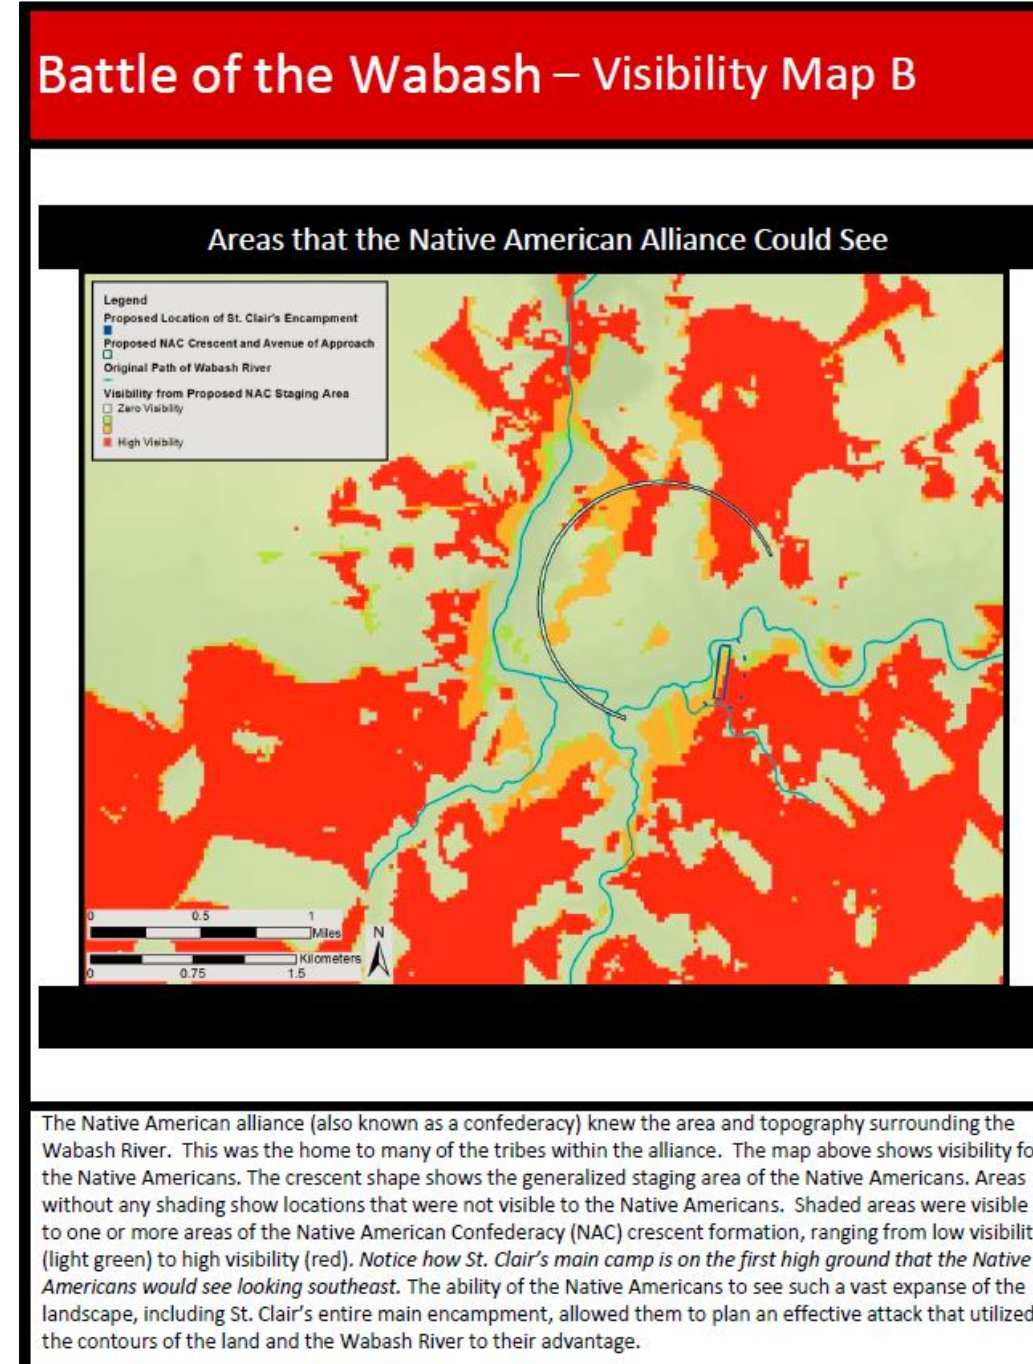 Battle of the Wabash – Visibility Map B
Areas that the Native American Alliance Could See
Legend
Proposed Location of St. Clair's Encampment
Proposed NAC Crescent and Avenue of Approach
Original Path of Wabash River
Visibility from Proposed NAC Staging Area
Zero Visibility
High Visibility
0 0.5 1
Miles
N
Kilometers
0 0.75 1.5
The Native American alliance (also known as a confederacy) knew the area and topography surrounding the
Wabash River. This was the home to many of the tribes within the alliance. The map above shows visibility fo
the Native Americans. The crescent shape shows the generalized staging area of the Native Americans. Areas
without any shading show locations that were not visible to the Native Americans. Shaded areas were visible
to one or more areas of the Native American Confederacy (NAC) crescent formation, ranging from low visibilit
(light green) to high visibility (red). Notice how St. Clair's main camp is on the first high ground that the Native
Americans would see looking southeast. The ability of the Native Americans to see such a vast expanse of the
landscape, including St. Clair's entire main encampment, allowed them to plan an effective attack that utilized
the contours of the land and the Wabash River to their advantage.